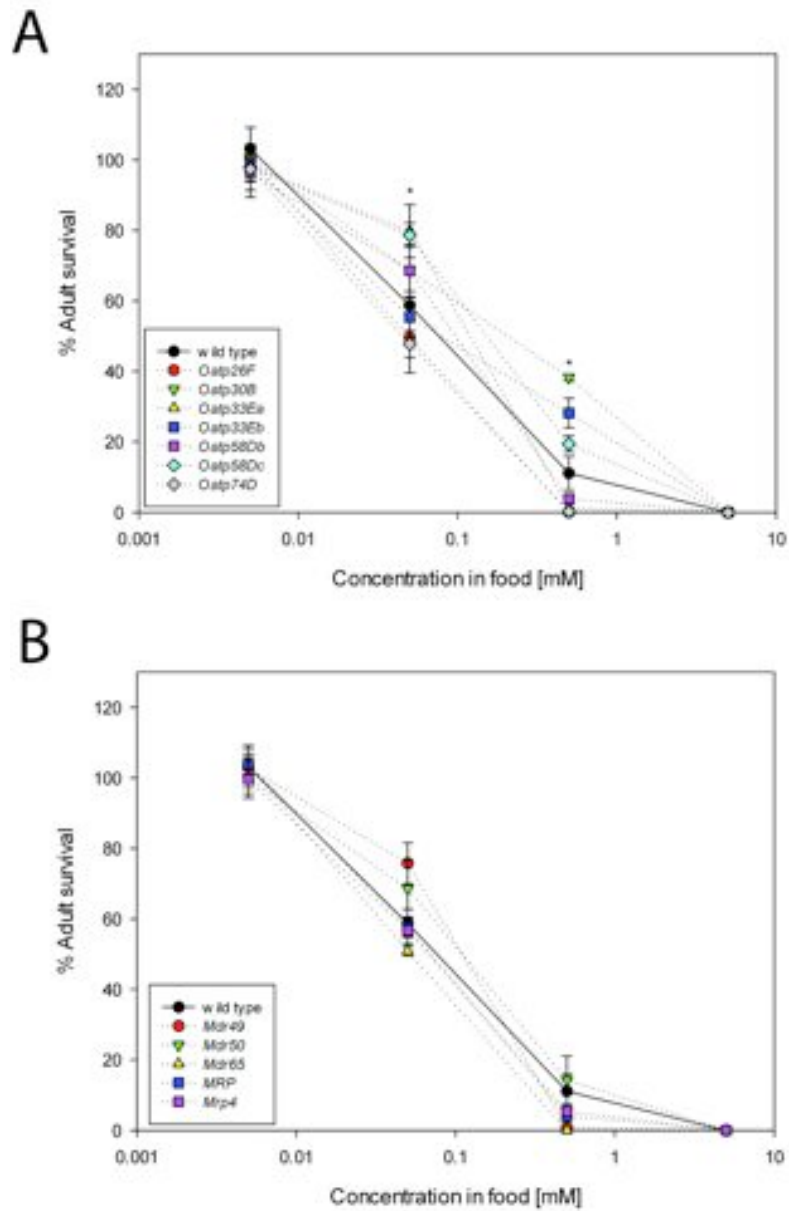 A
120
100
80
60
40
20
0
% Adult survival
*
*
wild type
Oatp26F
Oatp30B
Oatp33Ea
Oatp33Eb
Oatp58Db
Oatp58Dc
Oatp74D
0.001 0.01 0.1 1 10
Concentration in food [mM]
B
120
100
80
60
40
20
0
% Adult survival
wild type
Mdr49
Mdr50
Mdr65
MRP
Mrp4
0.001 0.01 0.1 1 10
Concentration in food [mM]